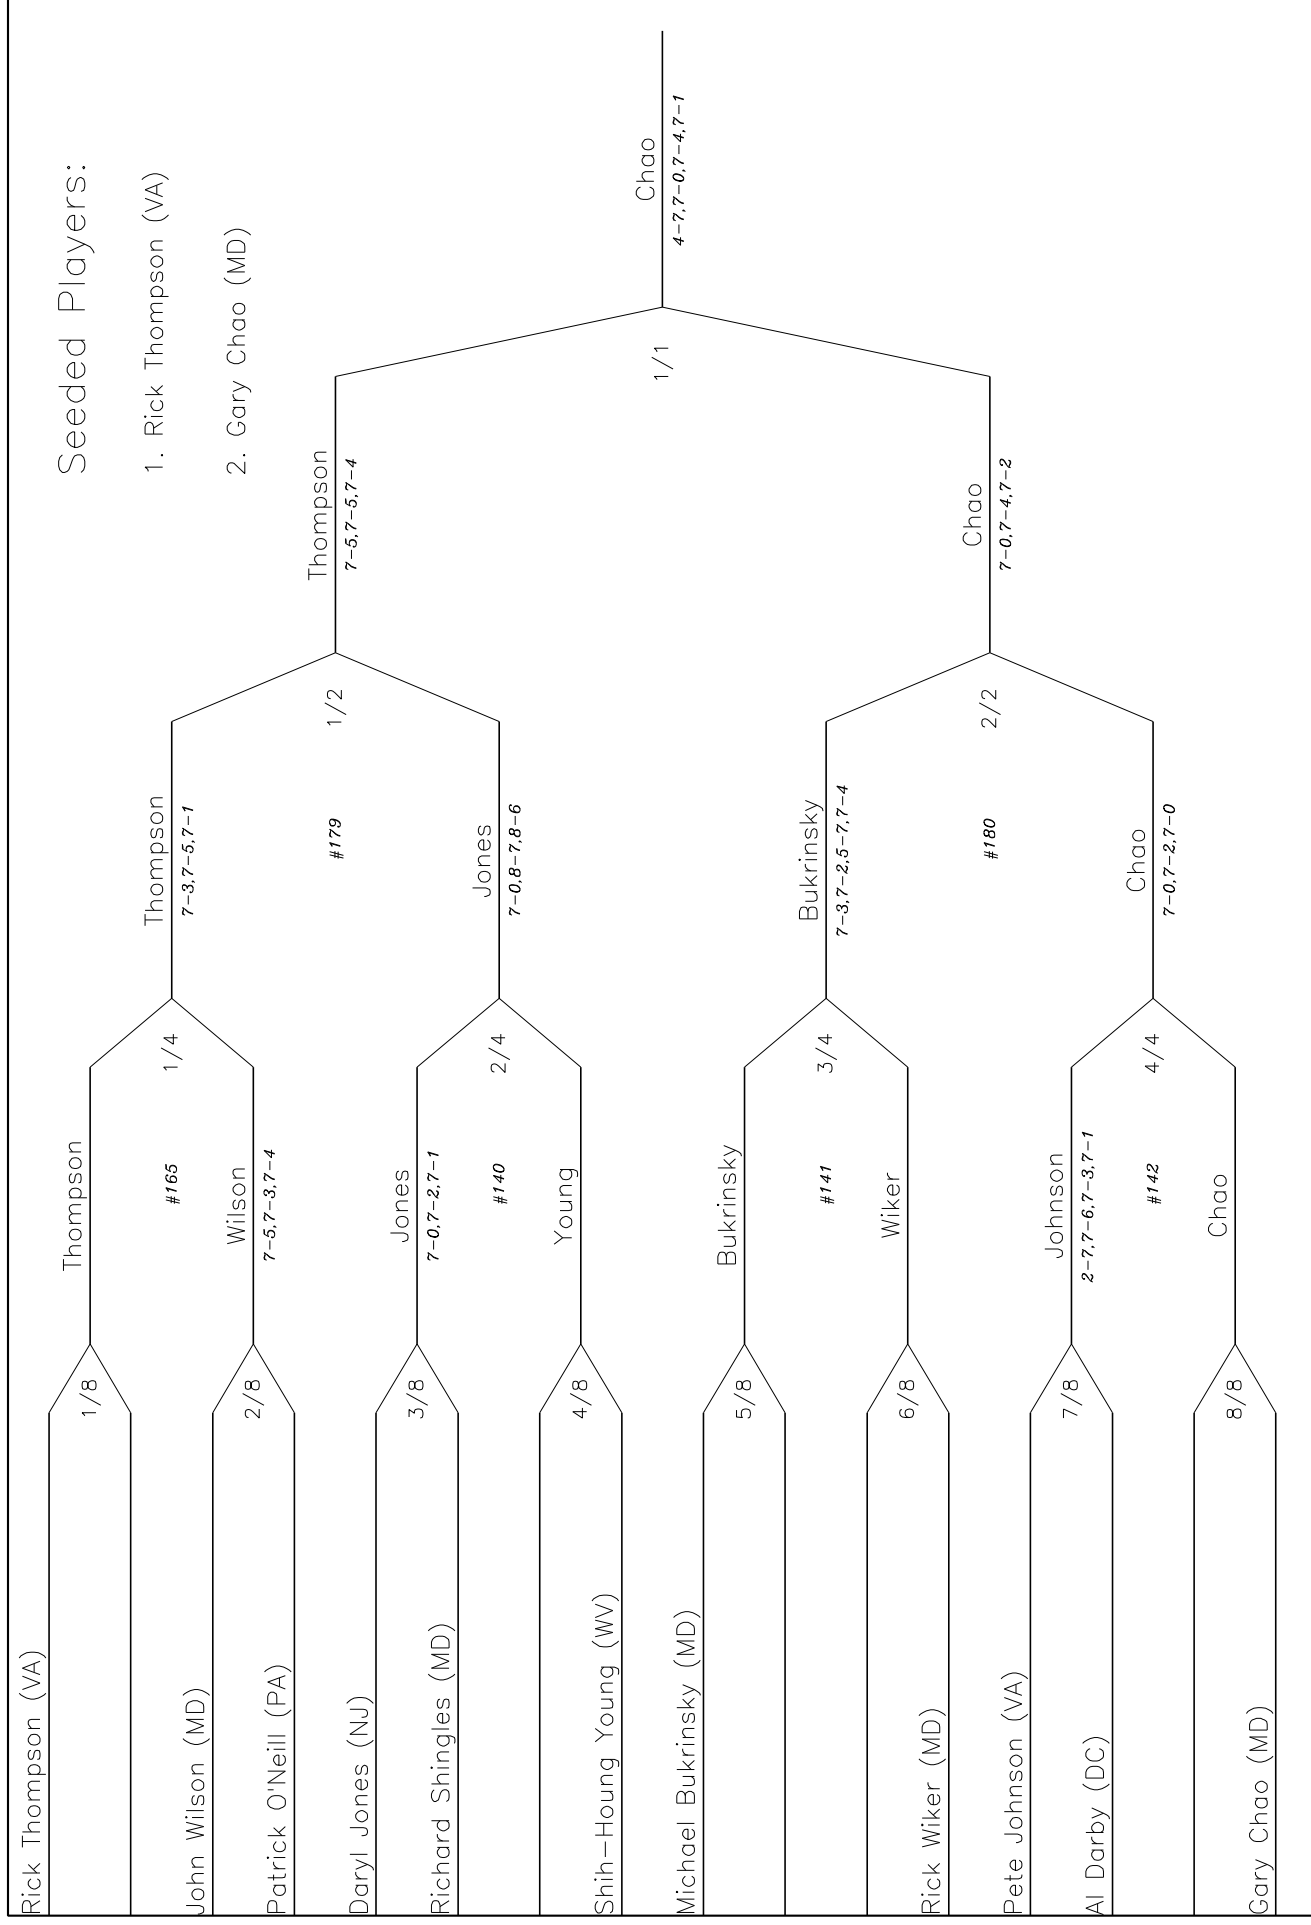 Seeded Players:
1. Rick Thompson (VA)
2. Gary Chao (MD)
Rick Thompson (VA)
John Wilson (MD)
Patrick O'Neill (PA)
Daryl Jones (NJ)
Richard Shingles (MD)
Shih-Houng Young (WV)
Michael Bukrinsky (MD)
Rick Wiker (MD)
Pete Johnson (VA)
Al Darby (DC)
Gary Chao (MD)
1/8
2/8
3/8
4/8
5/8
6/8
7/8
8/8
Thompson
#165
Wilson
7-5,7-3,7-4
Jones
7-0,7-2,7-1
#140
Young
Bukrinsky
#141
Wiker
Johnson
2-7,7-6,7-3,7-1
#142
Chao
1/4
2/4
3/4
4/4
Thompson
7-3,7-5,7-1
#179
Jones
7-0,8-7,8-6
Bukrinsky
7-3,7-2,5-7,7-4
#180
Chao
7-0,7-2,7-0
1/2
2/2
Thompson
7-5,7-5,7-4
Chao
7-0,7-4,7-2
1/1
Chao
4-7,7-0,7-4,7-1